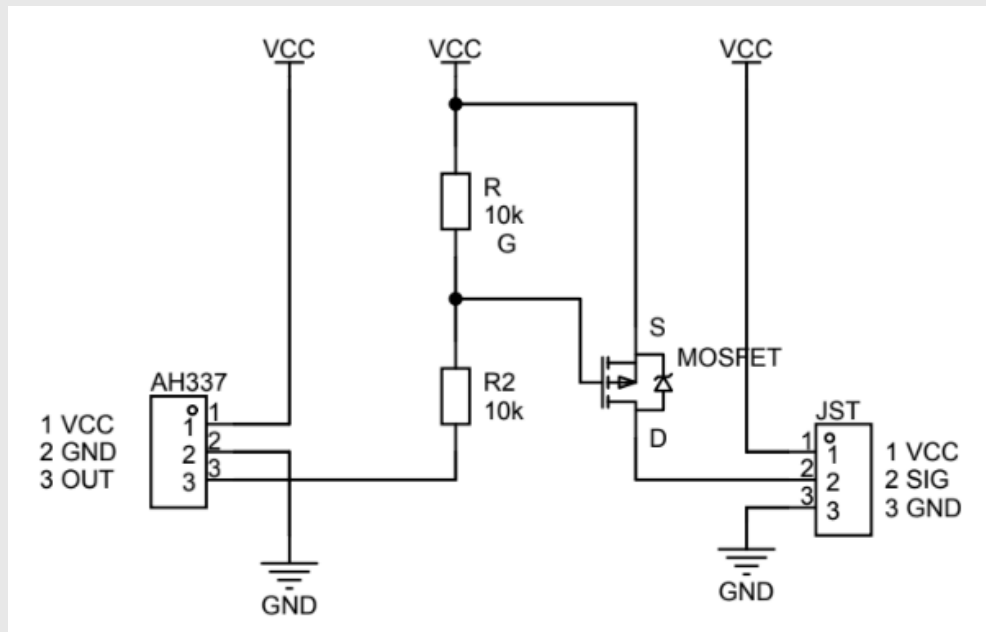 VCC
VCC
VCC
R
10k
G
S
MOSFET
AH337
R2
10k
1 VCC
2 GND
3 OUT
1
2
3
1
2
3
D
JST
1
2
3
1
2
3
1 VCC
2 SIG
3 GND
GND
GND